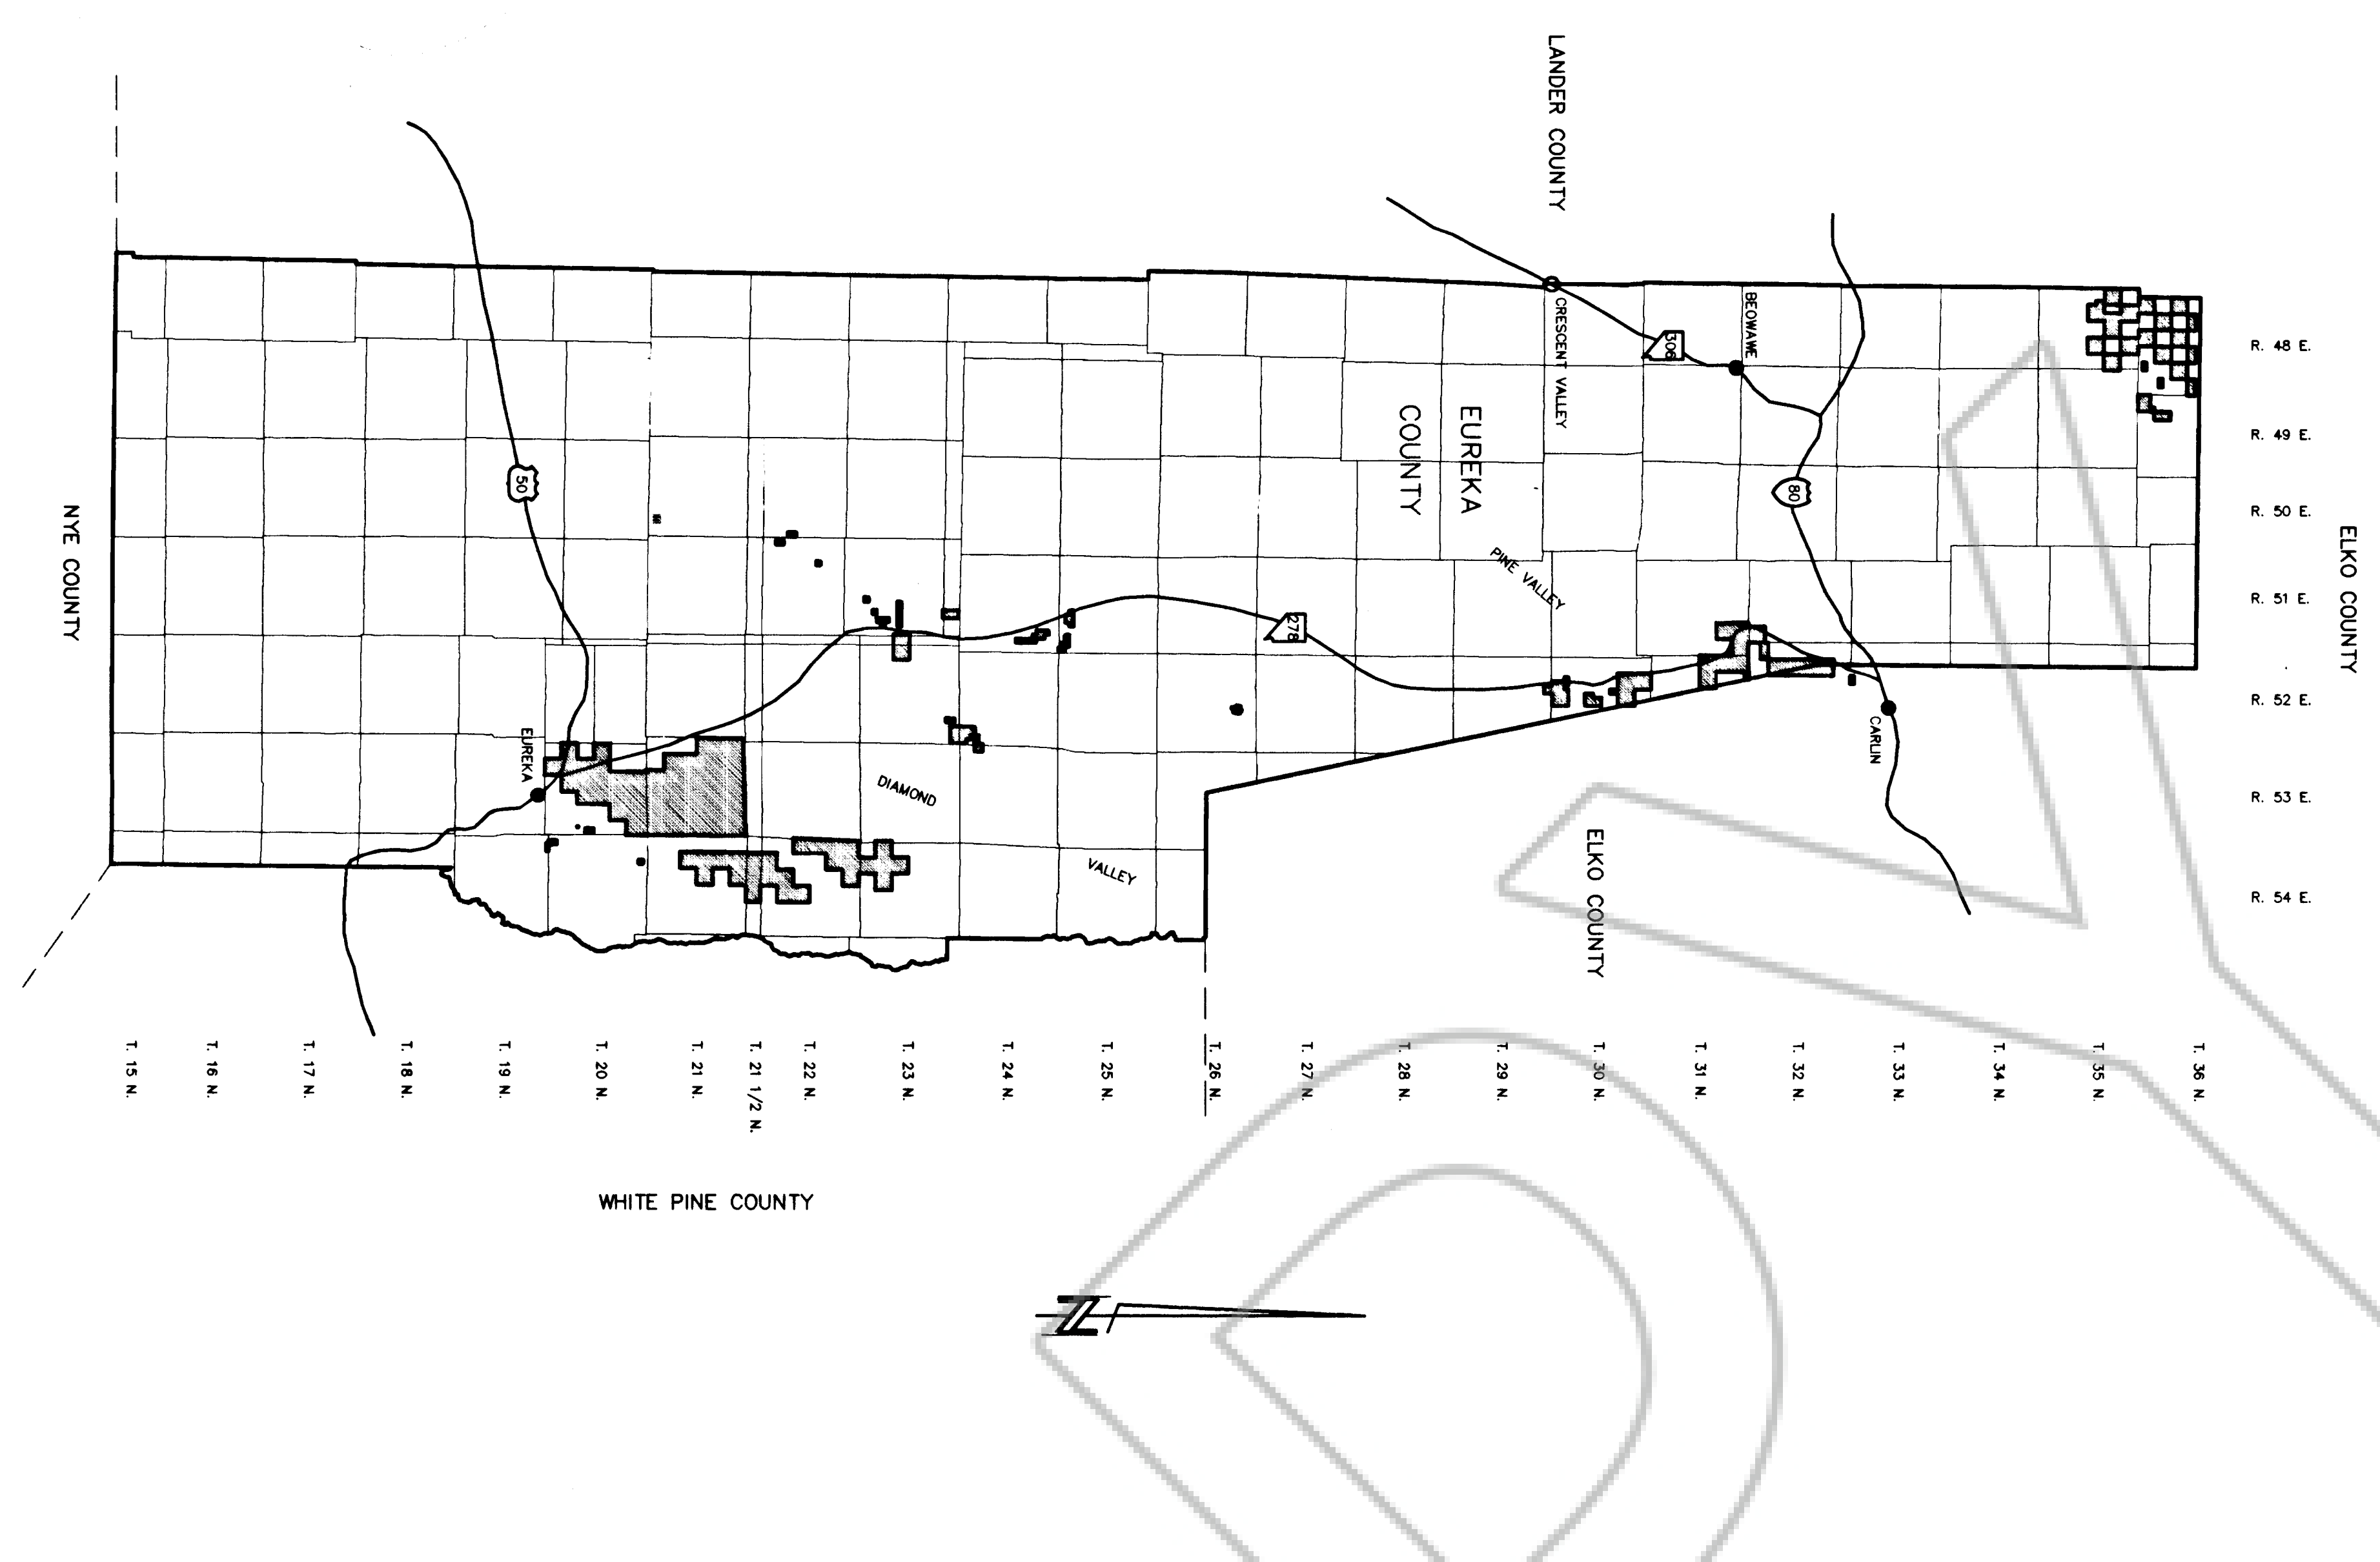 LANDER COUNTY
ELKO COUNTY
R. 48 E.
R. 49 E.
R. 50 E.
R. 51 E.
R. 52 E.
R. 53 E.
R. 54 E.
BEOWAWE
306
CRESCENT VALLEY
EUREKA
COUNTY
80
50
PINE VALLEY
278
CARLIN
NYE COUNTY
EUREKA
DIAMOND
VALLEY
ELKO COUNTY
T. 15 N.
T. 16 N.
T. 17 N.
T. 18 N.
T. 19 N.
T. 20 N.
T. 21 N.
T. 21 1/2 N.
T. 22 N.
T. 23 N.
T. 24 N.
T. 25 N.
T. 26 N.
T. 27 N.
T. 28 N.
T. 29 N.
T. 30 N.
T. 31 N.
T. 32 N.
T. 33 N.
T. 34 N.
T. 35 N.
T. 36 N.
WHITE PINE COUNTY
N